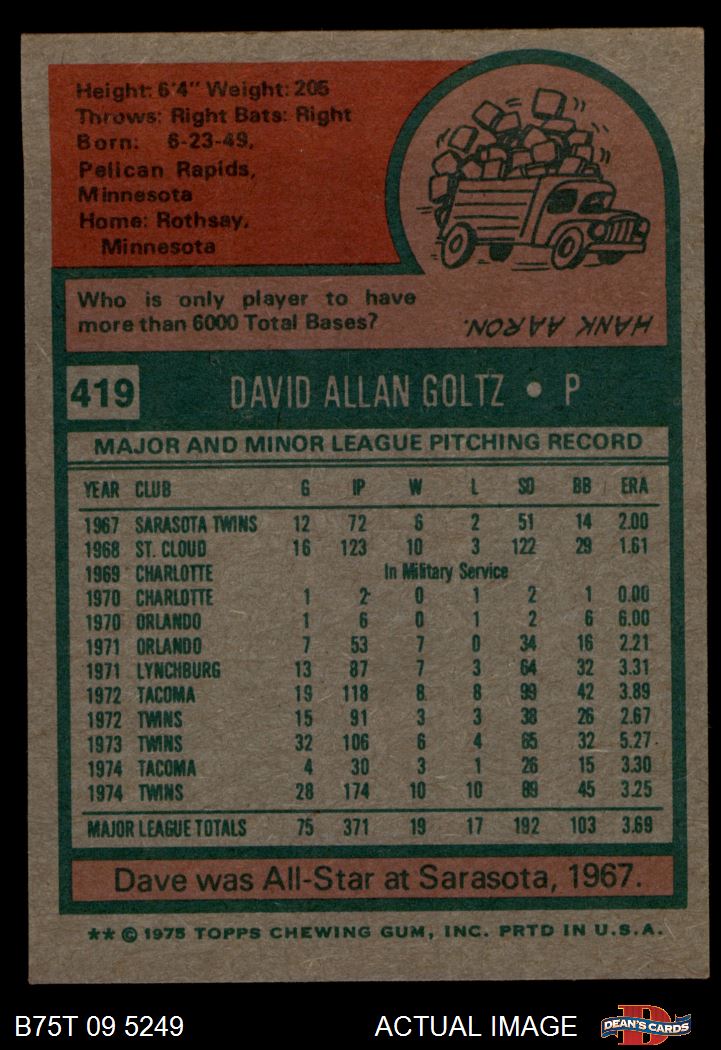 Height: 6'4" Weight: 205
Throws: Right Bats: Right
Born: 6-23-49,
Pelican Rapids,
Minnesota
Home: Rothsay,
Minnesota
Who is only player to have
more than 6000 Total Bases?
HANK AARON.
419 DAVID ALLAN GOLTZ • P
MAJOR AND MINOR LEAGUE PITCHING RECORD
YEAR CLUB G IP W L SO BB ERA
1967 SARASOTA TWINS 12 72 6 2 51 14 2.00
1968 ST. CLOUD 16 123 10 3 122 29 1.61
1969 CHARLOTTE In Military Service
1970 CHARLOTTE 1 2 0 1 2 1 0.00
1970 ORLANDO 1 6 0 1 2 6 6.00
1971 ORLANDO 7 53 7 0 34 16 2.21
1971 LYNCHBURG 13 87 7 3 64 32 3.31
1972 TACOMA 19 118 8 8 99 42 3.89
1972 TWINS 15 91 3 3 38 26 2.67
1973 TWINS 32 106 6 4 65 32 5.27
1974 TACOMA 4 30 3 1 26 15 3.30
1974 TWINS 28 174 10 10 89 45 3.25
MAJOR LEAGUE TOTALS 75 371 19 17 192 103 3.69
Dave was All-Star at Sarasota, 1967.
** © 1975 TOPPS CHEWING GUM, INC. PRTD IN U.S.A.
B75T 09 5249 ACTUAL IMAGE D DEAN'S CARDS